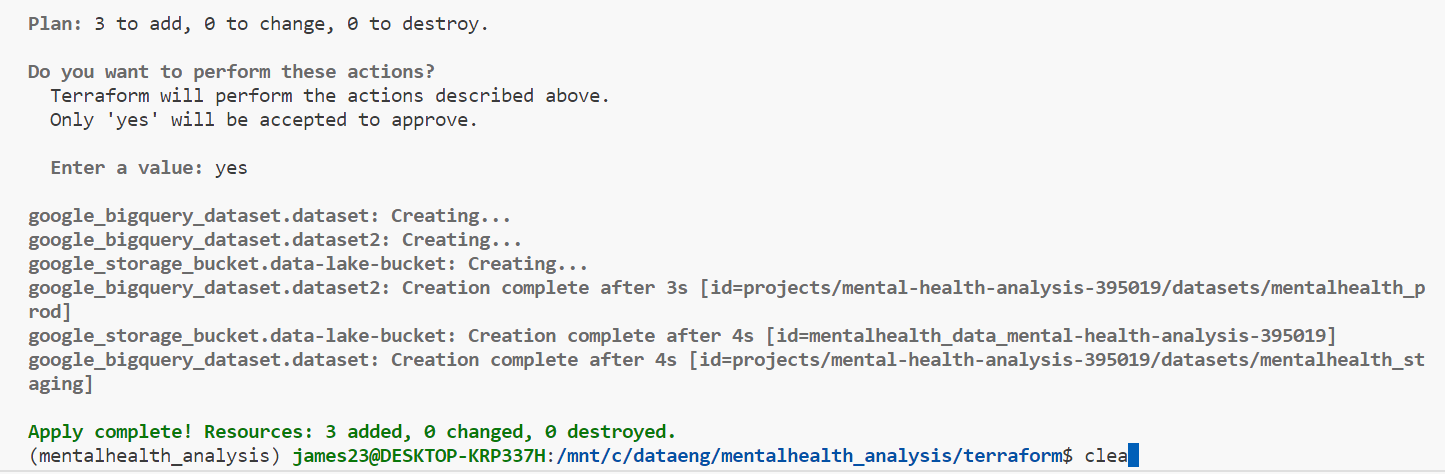 Plan: 3 to add, 0 to change, 0 to destroy.
Do you want to perform these actions?
Terraform will perform the actions described above.
Only 'yes' will be accepted to approve.
Enter a value: yes
google_bigquery_dataset.dataset: Creating...
google_bigquery_dataset.dataset2: Creating...
google_storage_bucket.data-lake-bucket: Creating...
google_bigquery_dataset.dataset2: Creation complete after 3s [id=projects/mental-health-analysis-395019/datasets/mentalhealth_p
rod]
google_storage_bucket.data-lake-bucket: Creation complete after 4s [id=mentalhealth_data_mental-health-analysis-395019]
google_bigquery_dataset.dataset: Creation complete after 4s [id=projects/mental-health-analysis-395019/datasets/mentalhealth_st
aging]
Apply complete! Resources: 3 added, 0 changed, 0 destroyed.
(mentalhealth_analysis) james23@DESKTOP-KRP337H:/mnt/c/dataeng/mentalhealth_analysis/terraform$ clea